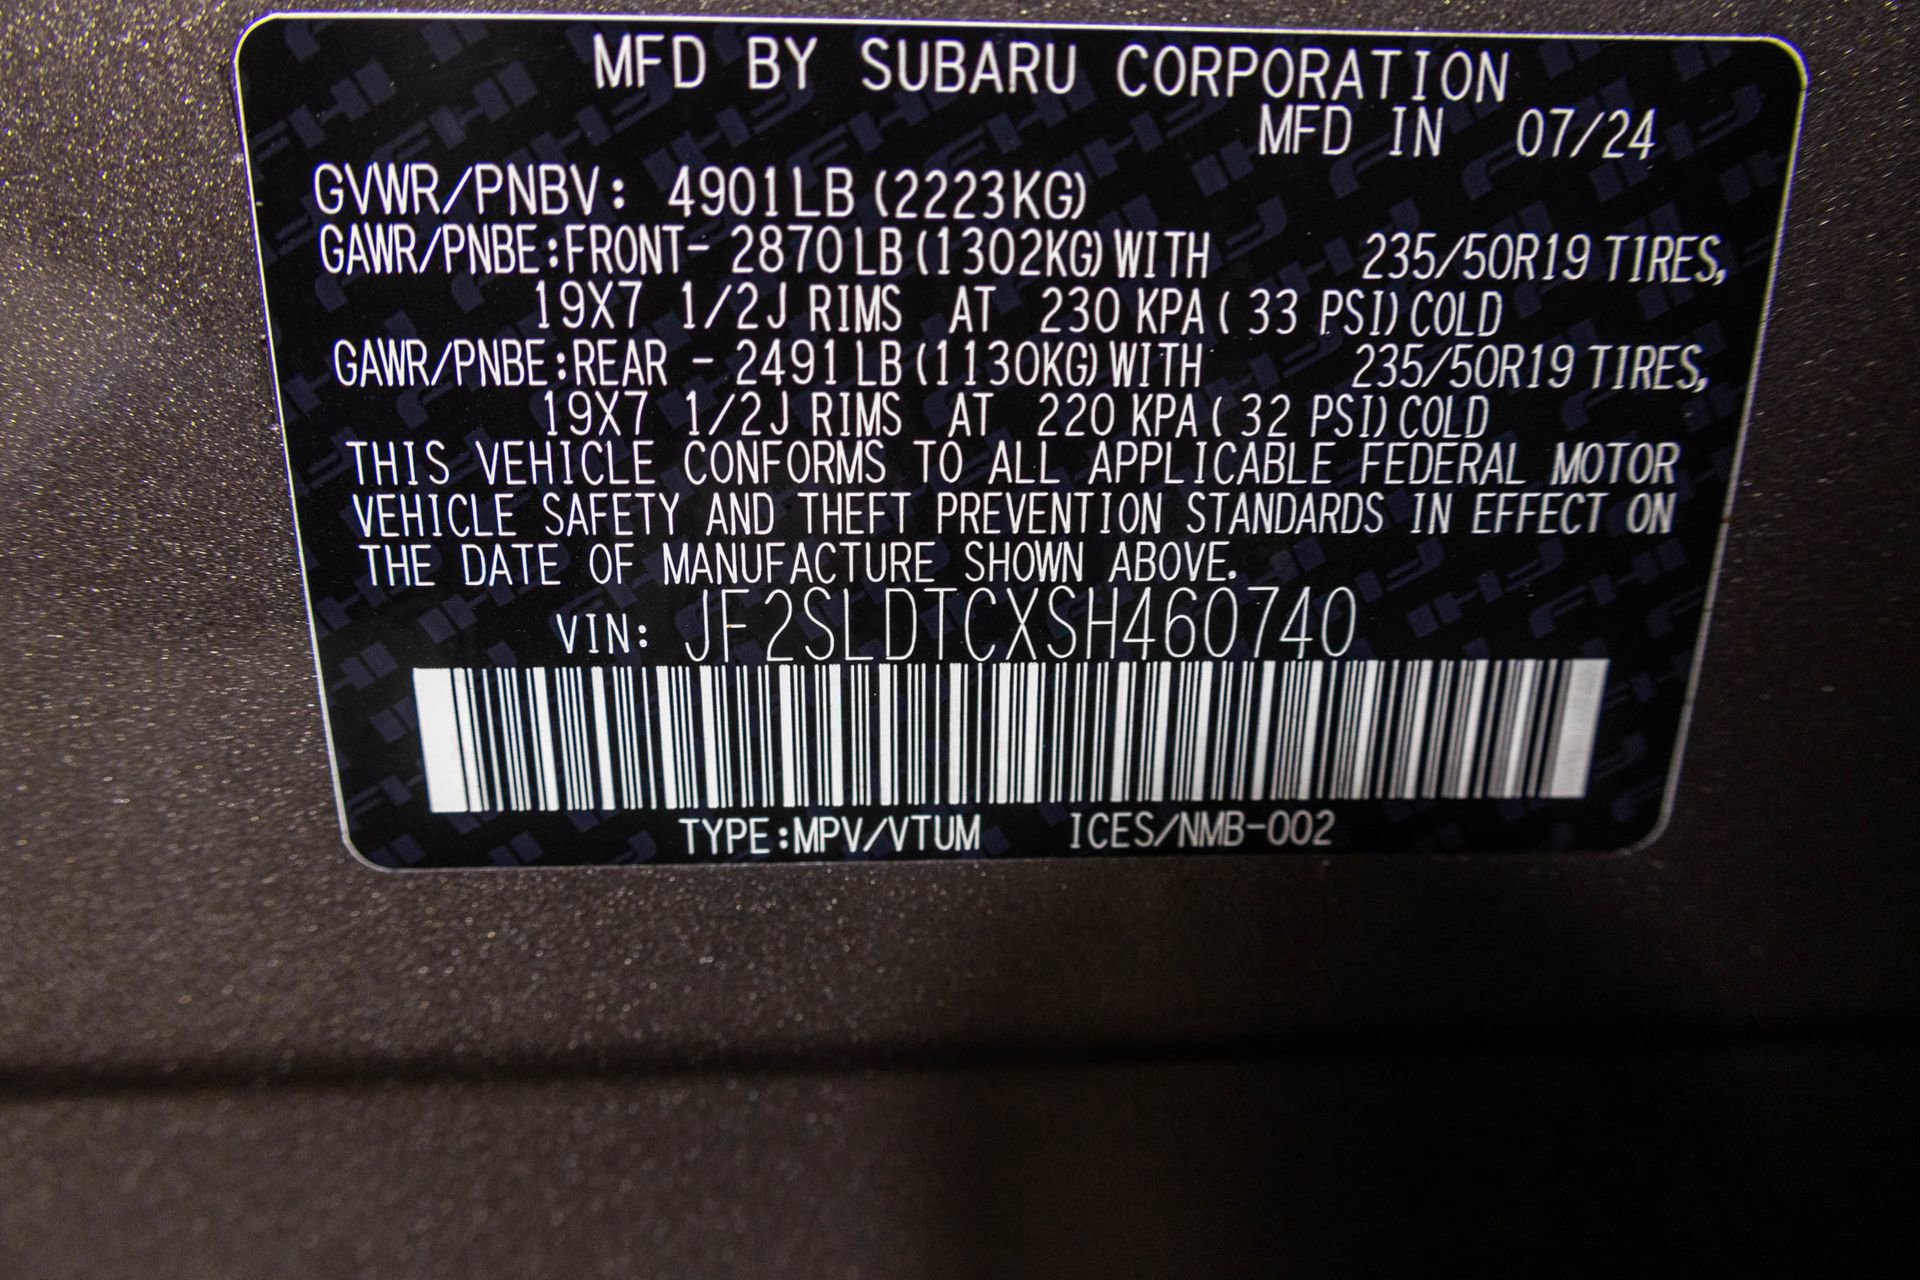 MFD BY SUBARU CORPORATION
MFD IN 07/24
GVWR/PNBV: 4901LB (2223KG)
GAWR/PNBE:FRONT- 2870LB(1302KG)WITH 235/50R19 TIRES,
19X7 1/2J RIMS AT 230 KPA( 33 PSI)COLD
GAWR/PNBE:REAR - 2491LB(1130KG)WITH 235/50R19 TIRES,
19X7 1/2J RIMS AT 220 KPA( 32 PSI)COLD
THIS VEHICLE CONFORMS TO ALL APPLICABLE FEDERAL MOTOR
VEHICLE SAFETY AND THEFT PREVENTION STANDARDS IN EFFECT ON
THE DATE OF MANUFACTURE SHOWN ABOVE.
VIN: JF2SLDTCXSH460740
TYPE:MPV/VTUM ICES/NMB-002